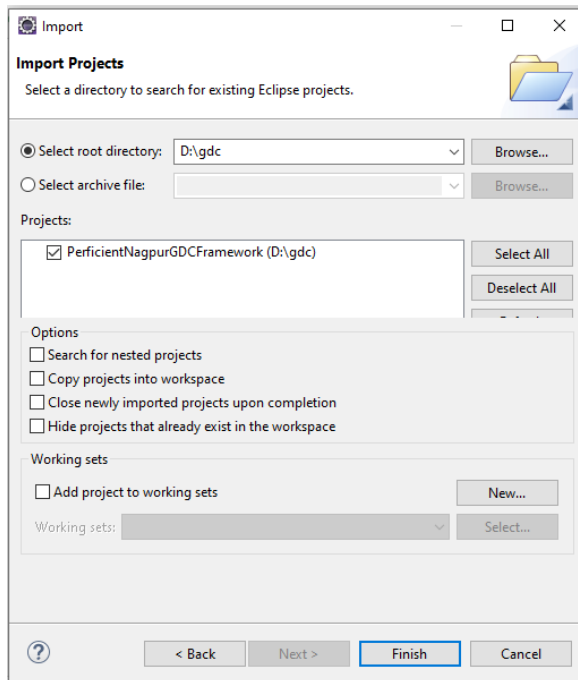 Import
Import Projects
Select a directory to search for existing Eclipse projects.
Select root directory: D:\gdc Browse...
Select archive file: Browse...
Projects:
PerficientNagpurGDCFramework (D:\gdc) Select All
Deselect All
Options
Search for nested projects
Copy projects into workspace
Close newly imported projects upon completion
Hide projects that already exist in the workspace
Working sets
Add project to working sets New...
Working sets: Select...
? < Back Next > Finish Cancel